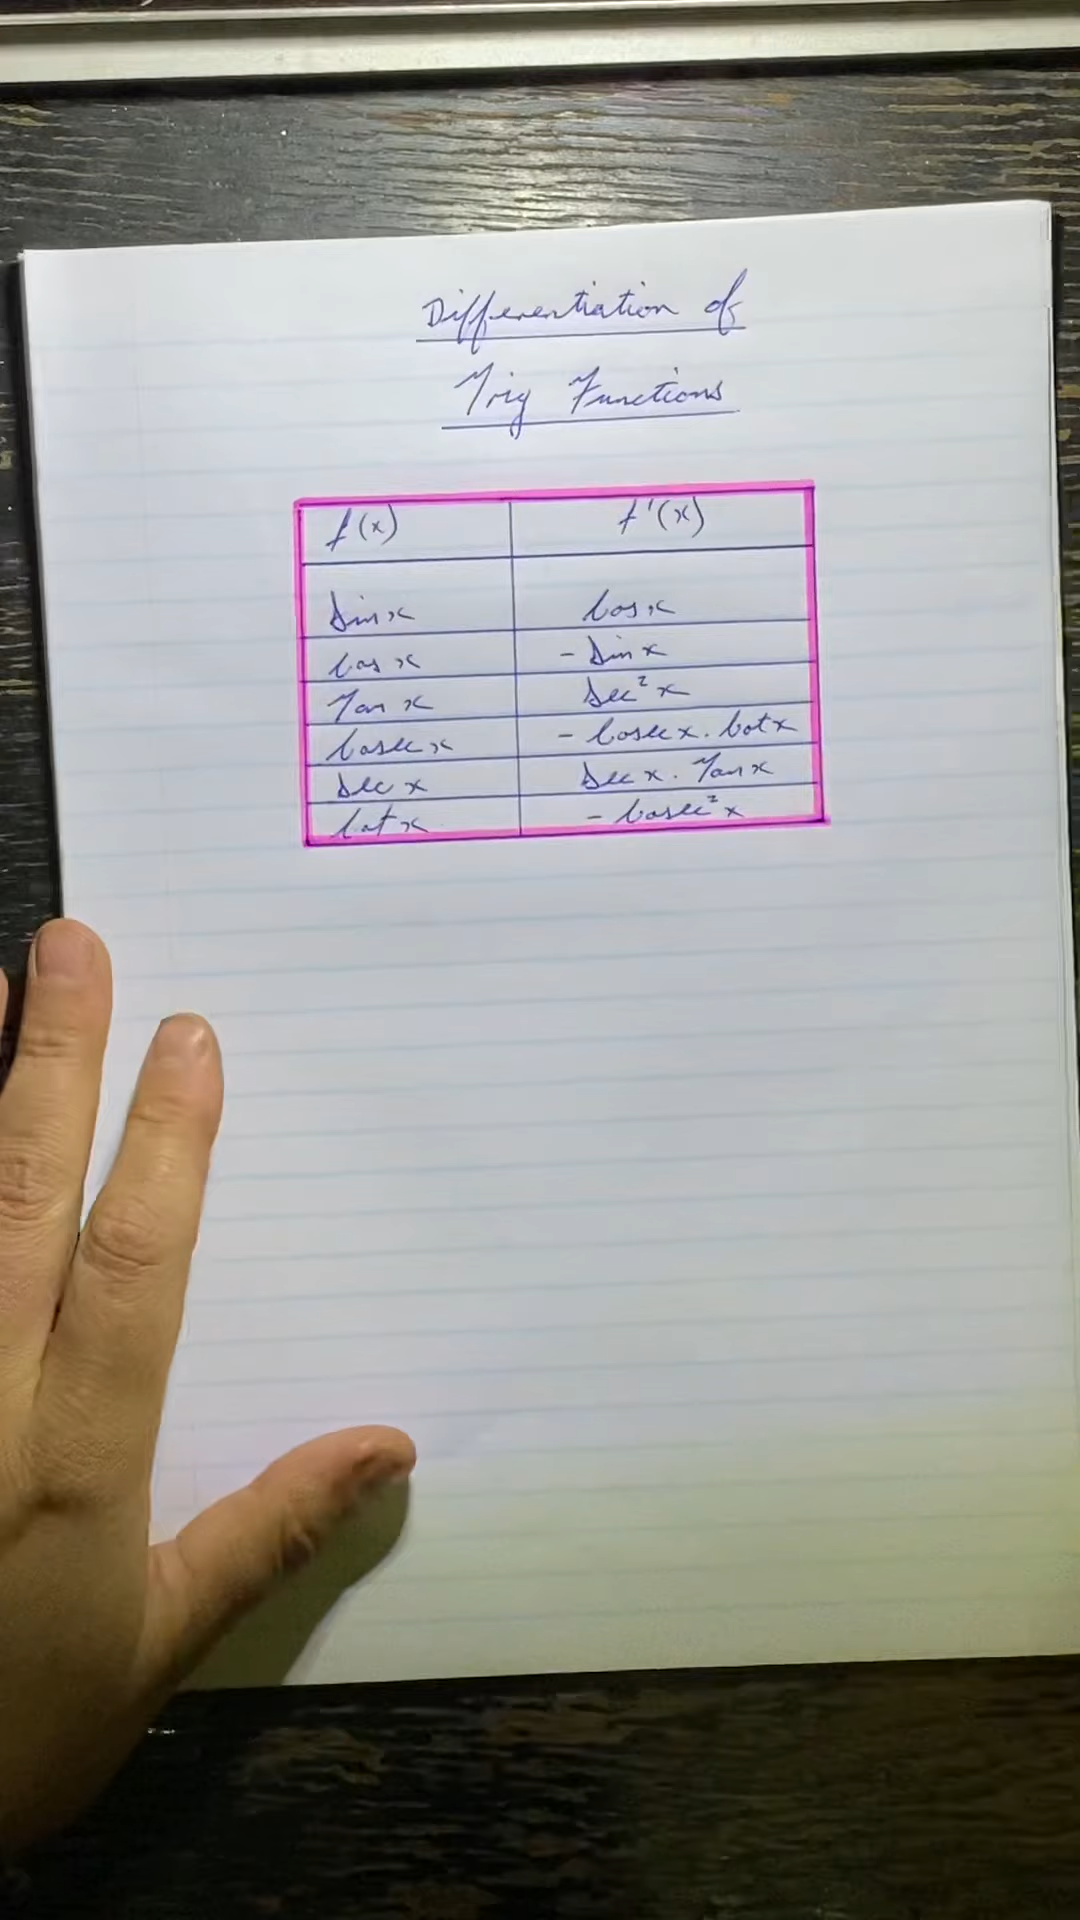 Differentiation of
Trig Functions
f(x) f'(x)
Sin x Cos x
Cos x - Sin x
Tan x Sec² x
Cosec x - Cosec x . Cot x
Sec x Sec x . Tan x
Cot x - Cosec² x